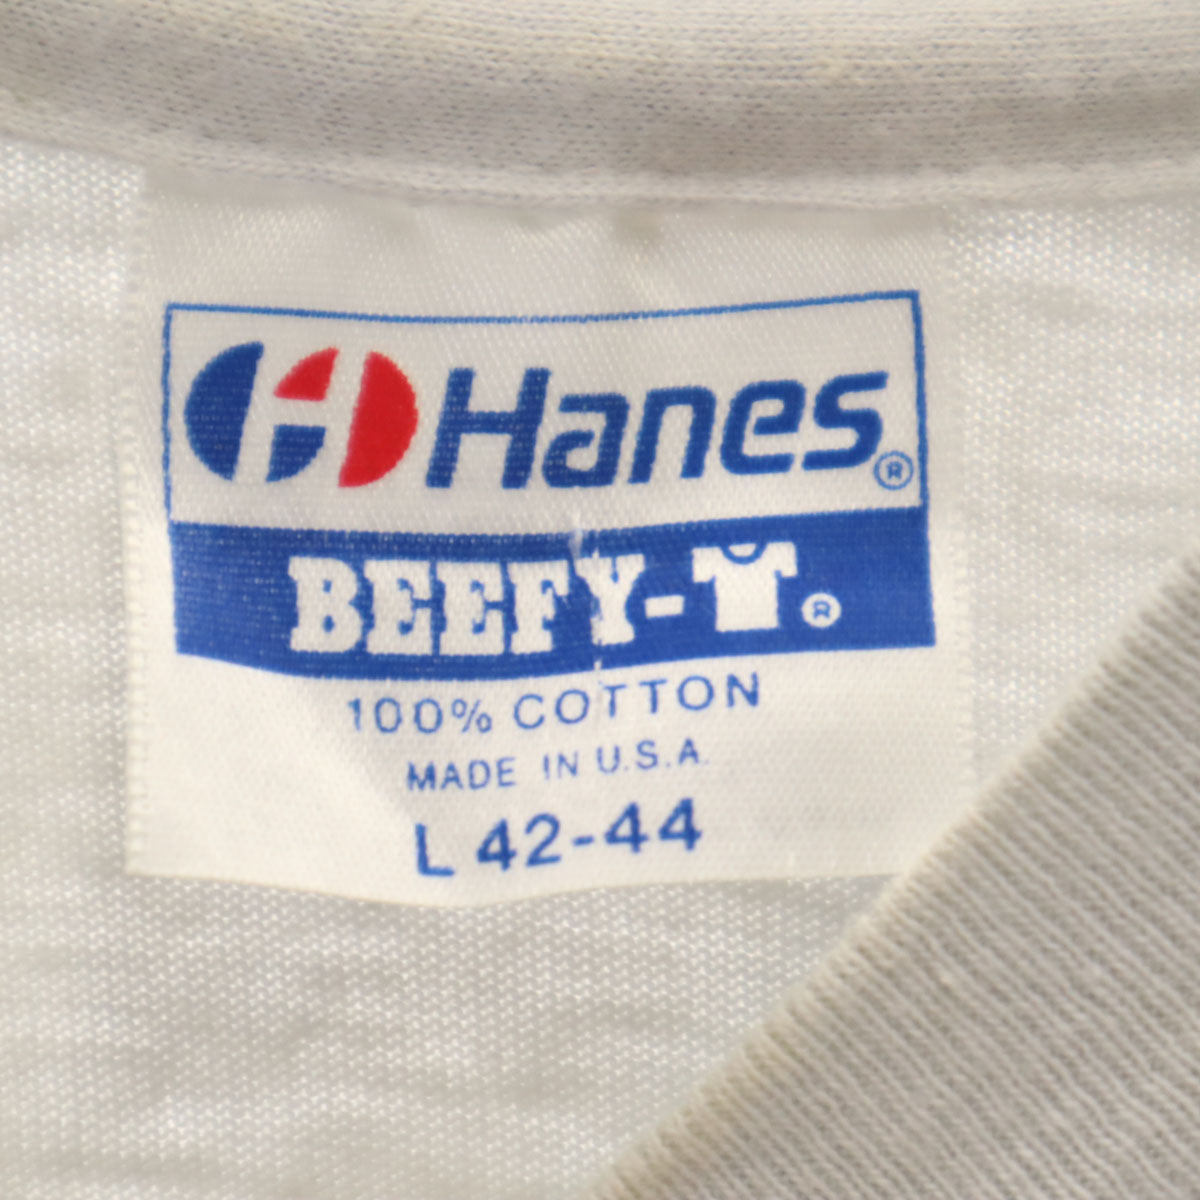 Hanes®
BEEFY-T®
100% COTTON
MADE IN U.S.A.
L 42-44